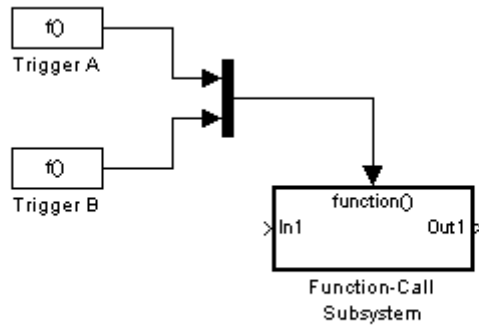 f()
Trigger A
f()
Trigger B
function()
In1
Out1
Function-Call
Subsystem